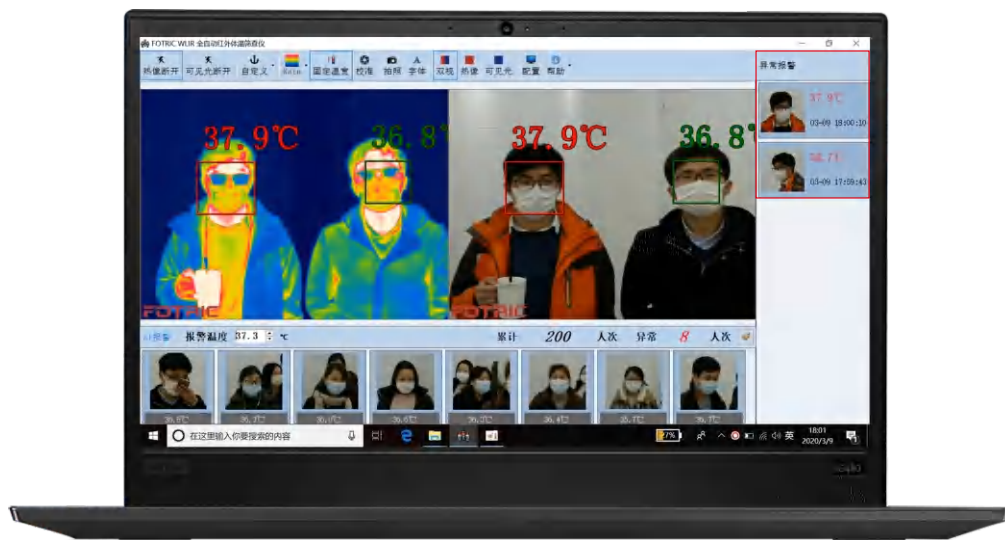 FOTRIC WLIR 全自动红外体温筛查仪
热像断开 可见光断开 自定义 固定温宽 校准 拍照 字体 双视 热像 可见光 配置 帮助
异常报警
37.9℃ 36.8℃ 37.9℃ 36.8°
37.9℃
03-09 18:00:10
03-09 17:59:43
FOTRIC FOTRIC
报警温度 37.3 ℃ 累计 200 人次 异常 8 人次
36.4℃
在这里输入你要搜索的内容
27% 英 18:01
2020/3/9